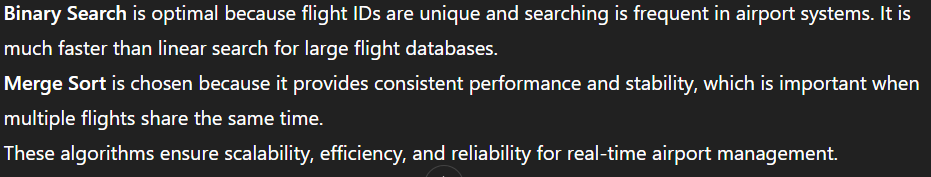 Binary Search is optimal because flight IDs are unique and searching is frequent in airport systems. It is
much faster than linear search for large flight databases.
Merge Sort is chosen because it provides consistent performance and stability, which is important when
multiple flights share the same time.
These algorithms ensure scalability, efficiency, and reliability for real-time airport management.